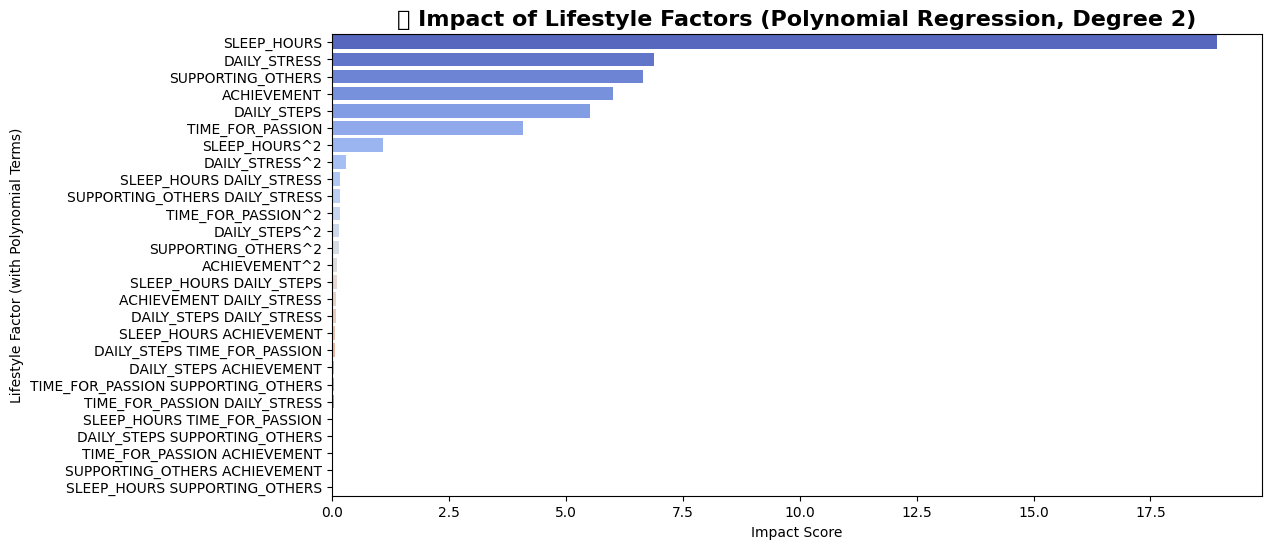 ▯ Impact of Lifestyle Factors (Polynomial Regression, Degree 2)
Lifestyle Factor (with Polynomial Terms)
SLEEP_HOURS
DAILY_STRESS
SUPPORTING_OTHERS
ACHIEVEMENT
DAILY_STEPS
TIME_FOR_PASSION
SLEEP_HOURS^2
DAILY_STRESS^2
SLEEP_HOURS DAILY_STRESS
SUPPORTING_OTHERS DAILY_STRESS
TIME_FOR_PASSION^2
DAILY_STEPS^2
SUPPORTING_OTHERS^2
ACHIEVEMENT^2
SLEEP_HOURS DAILY_STEPS
ACHIEVEMENT DAILY_STRESS
DAILY_STEPS DAILY_STRESS
SLEEP_HOURS ACHIEVEMENT
DAILY_STEPS TIME_FOR_PASSION
DAILY_STEPS ACHIEVEMENT
TIME_FOR_PASSION SUPPORTING_OTHERS
TIME_FOR_PASSION DAILY_STRESS
SLEEP_HOURS TIME_FOR_PASSION
DAILY_STEPS SUPPORTING_OTHERS
TIME_FOR_PASSION ACHIEVEMENT
SUPPORTING_OTHERS ACHIEVEMENT
SLEEP_HOURS SUPPORTING_OTHERS
0.0 2.5 5.0 7.5 10.0 12.5 15.0 17.5
Impact Score